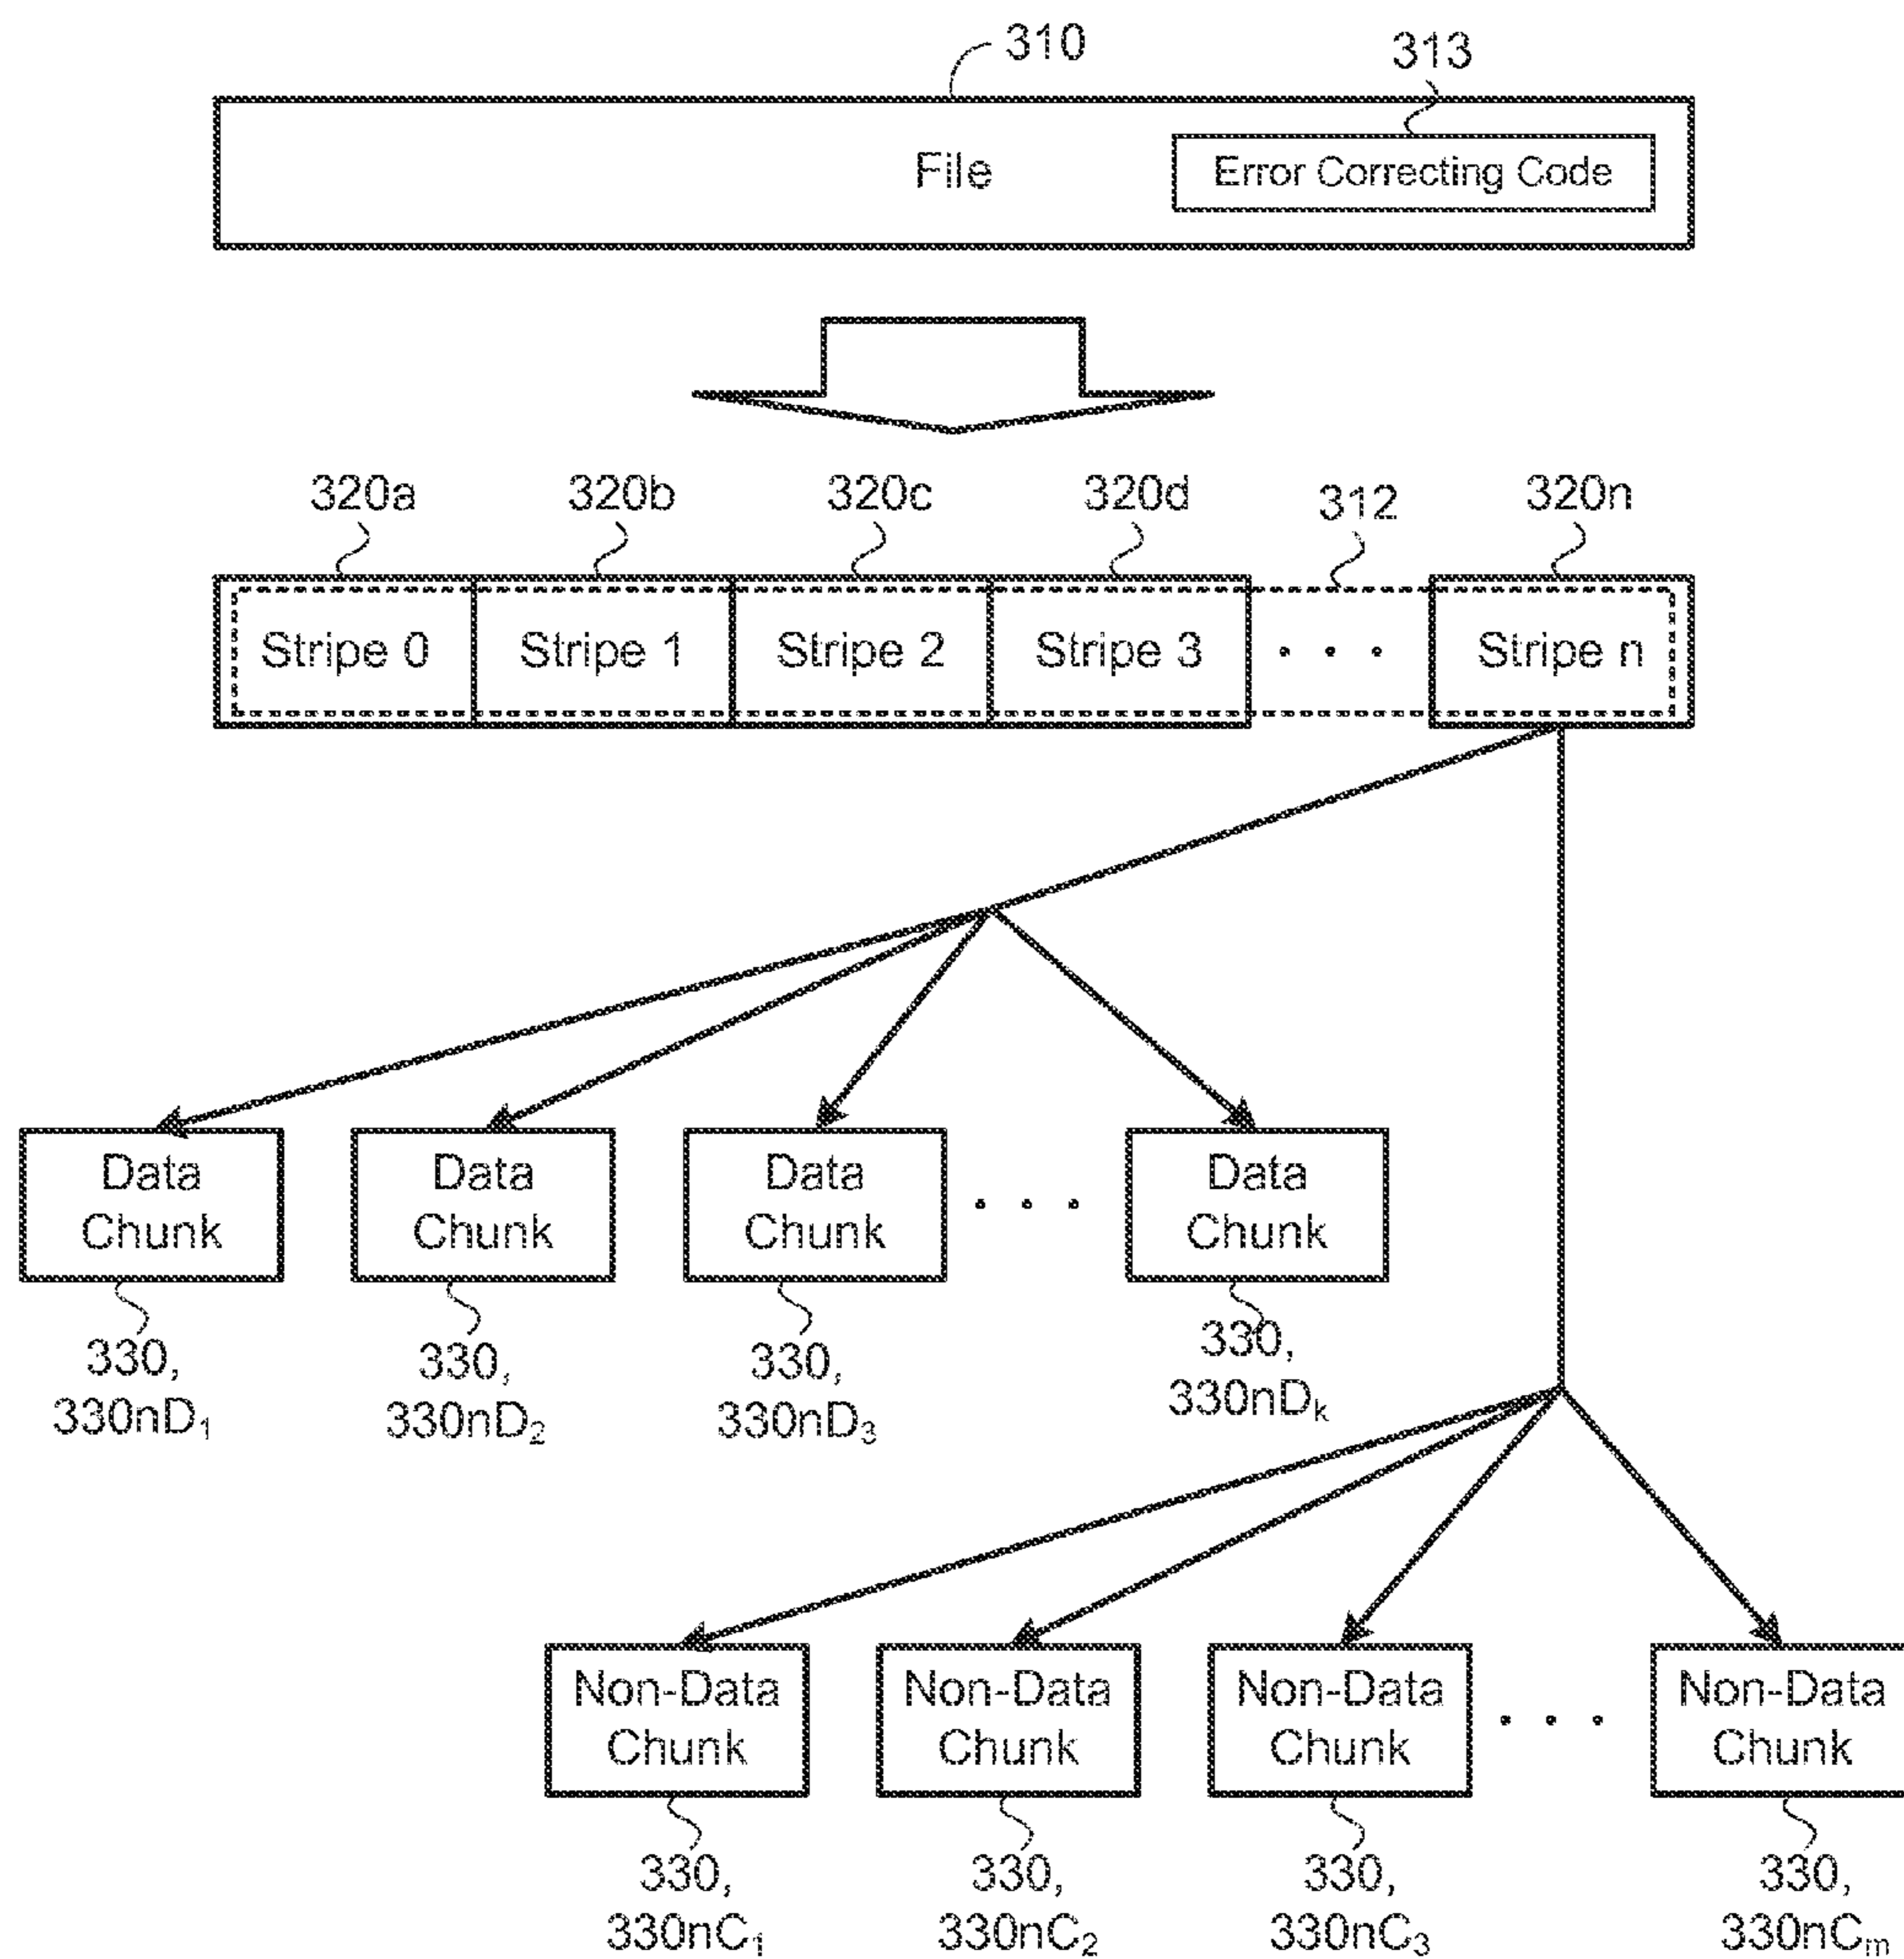 310
313
File
Error Correcting Code
320a 320b 320c 320d 312 320n
Stripe 0 Stripe 1 Stripe 2 Stripe 3 . . . Stripe n
Data Chunk
Data Chunk
Data Chunk
. . .
Data Chunk
330,
330nD₁
330,
330nD₂
330,
330nD₃
330,
330nDₖ
Non-Data
Chunk
Non-Data
Chunk
Non-Data
Chunk
. . .
Non-Data
Chunk
330,
330nC₁
330,
330nC₂
330,
330nC₃
330,
330nCₘ